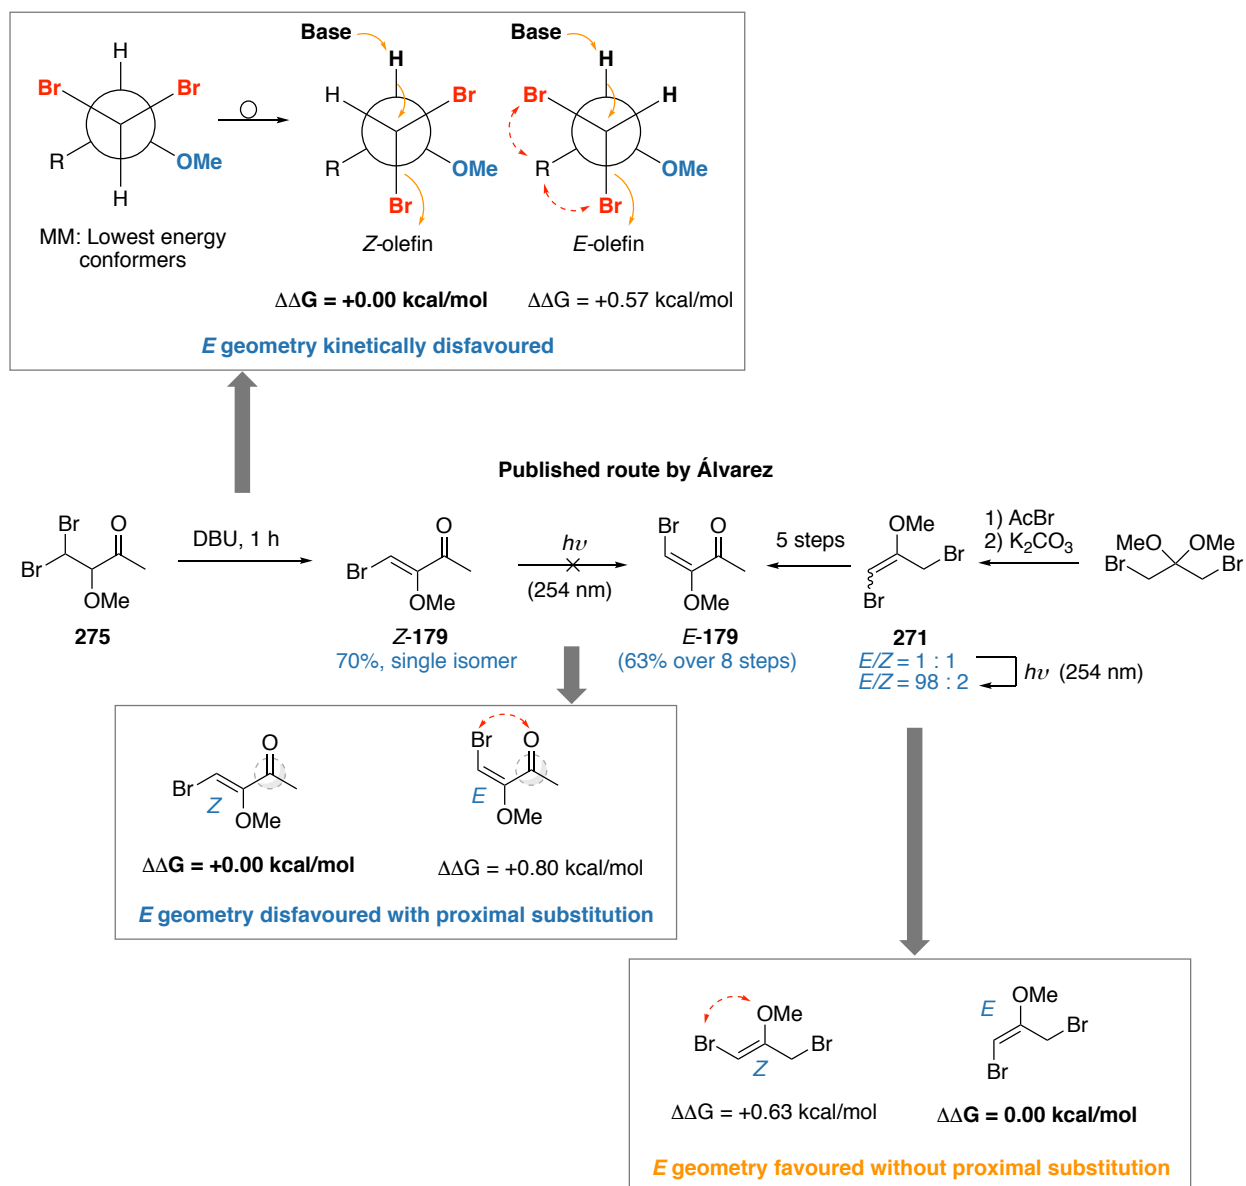 Base
Base
H
H
H
Br
Br
H
Br
Br
H
R
OMe
R
OMe
R
OMe
H
Br
Br
MM: Lowest energy
conformers
Z-olefin
E-olefin
ΔΔG = +0.00 kcal/mol
ΔΔG = +0.57 kcal/mol
E geometry kinetically disfavoured
Published route by Álvarez
Br
O
Br
OMe
DBU, 1 h
O
Br
OMe
hν
(254 nm)
Br
O
OMe
5 steps
OMe
Br
Br
1) AcBr
2) K2CO3
MeO
OMe
Br
Br
275
Z-179
E-179
271
70%, single isomer
(63% over 8 steps)
E/Z = 1 : 1
E/Z = 98 : 2
hν (254 nm)
O
Br
Z
OMe
Br
O
E
OMe
ΔΔG = +0.00 kcal/mol
ΔΔG = +0.80 kcal/mol
E geometry disfavoured with proximal substitution
OMe
Br
Br
Z
E
OMe
Br
Br
ΔΔG = +0.63 kcal/mol
ΔΔG = 0.00 kcal/mol
E geometry favoured without proximal substitution